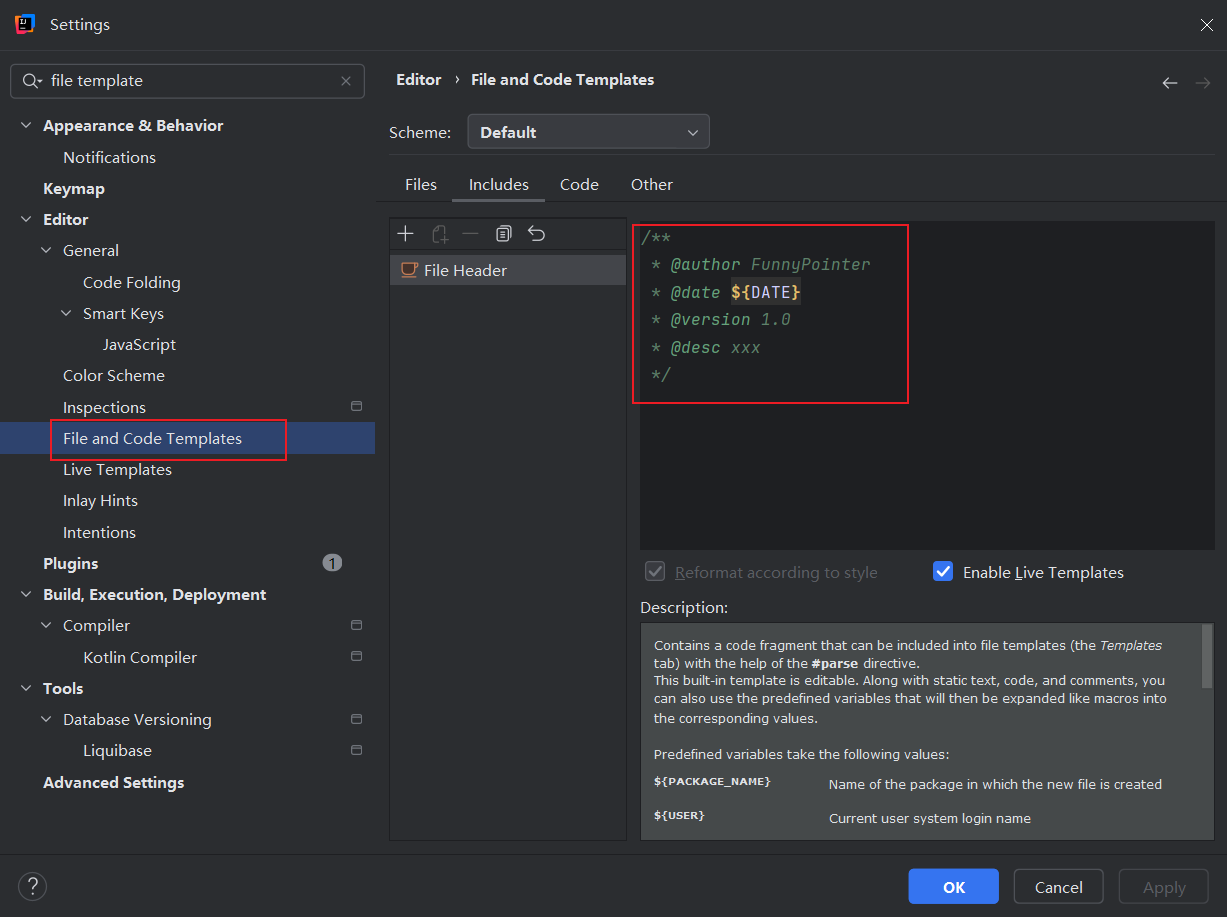 Settings
file template
Appearance & Behavior
Notifications
Keymap
Editor
General
Code Folding
Smart Keys
JavaScript
Color Scheme
Inspections
File and Code Templates
Live Templates
Inlay Hints
Intentions
Plugins
1
Build, Execution, Deployment
Compiler
Kotlin Compiler
Tools
Database Versioning
Liquibase
Advanced Settings
Editor › File and Code Templates
Scheme: Default
Files Includes Code Other
File Header
/**
* @author FunnyPointer
* @date ${DATE}
* @version 1.0
* @desc xxx
*/
Reformat according to style Enable Live Templates
Description:
Contains a code fragment that can be included into file templates (the Templates
tab) with the help of the #parse directive.
This built-in template is editable. Along with static text, code, and comments, you
can also use the predefined variables that will then be expanded like macros into
the corresponding values.
Predefined variables take the following values:
${PACKAGE_NAME} Name of the package in which the new file is created
${USER} Current user system login name
? OK Cancel Apply